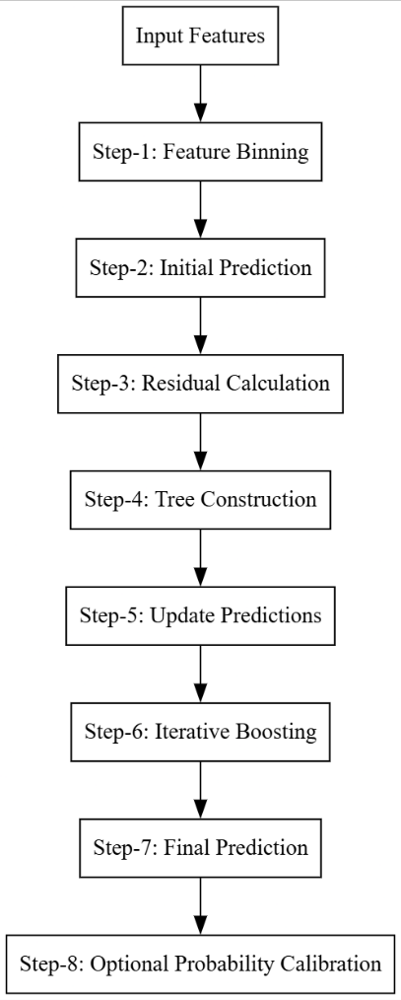 Input Features
Step-1: Feature Binning
Step-2: Initial Prediction
Step-3: Residual Calculation
Step-4: Tree Construction
Step-5: Update Predictions
Step-6: Iterative Boosting
Step-7: Final Prediction
Step-8: Optional Probability Calibration